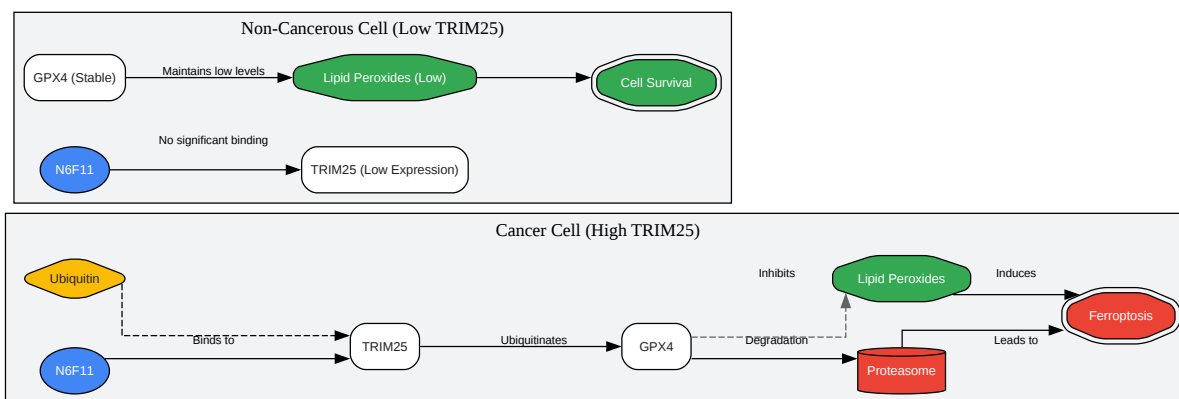 Non-Cancerous Cell (Low TRIM25)
GPX4 (Stable)
Maintains low levels
Lipid Peroxides (Low)
Cell Survival
No significant binding
N6F11
TRIM25 (Low Expression)
Cancer Cell (High TRIM25)
Ubiquitin
Inhibits
Lipid Peroxides
Induces
Ferroptosis
Binds to
TRIM25
Ubiquitinates
GPX4
Degradation
Leads to
N6F11
Proteasome